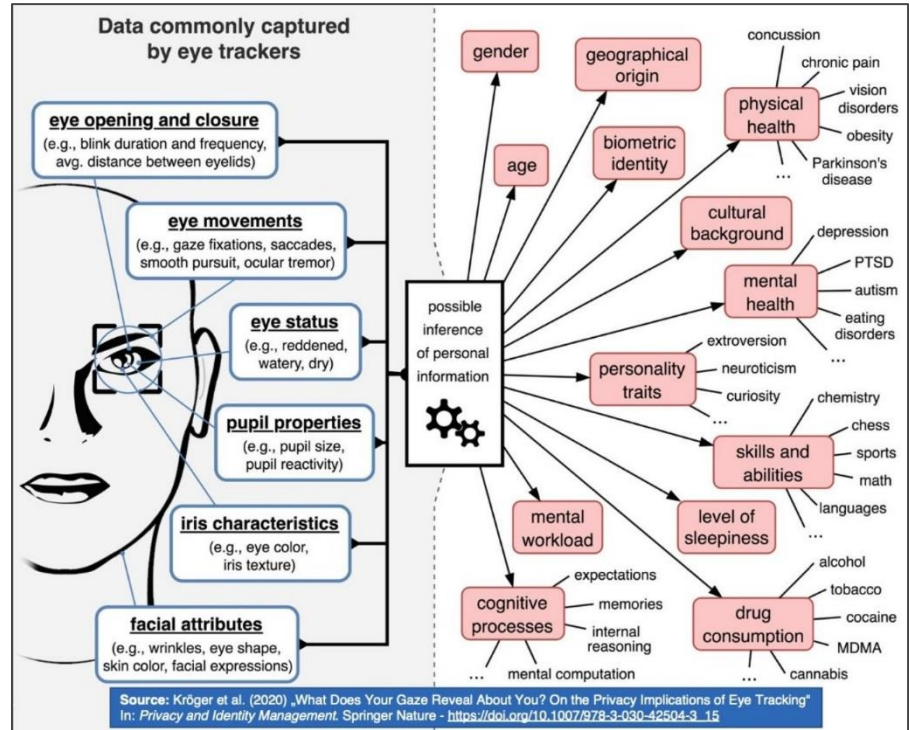 Data commonly captured
by eye trackers
eye opening and closure
(e.g., blink duration and frequency,
avg. distance between eyelids)
eye movements
(e.g., gaze fixations, saccades,
smooth pursuit, ocular tremor)
eye status
(e.g., reddened,
watery, dry)
pupil properties
(e.g., pupil size,
pupil reactivity)
iris characteristics
(e.g., eye color,
iris texture)
facial attributes
(e.g., wrinkles, eye shape,
skin color, facial expressions)
possible
inference
of personal
information
gender
geographical
origin
age
biometric
identity
physical
health
concussion
chronic pain
vision
disorders
obesity
Parkinson's
disease
...
cultural
background
mental
health
depression
PTSD
autism
eating
disorders
...
personality
traits
extroversion
neuroticism
curiosity
...
skills and
abilities
chemistry
chess
sports
math
languages
...
mental
workload
level of
sleepiness
cognitive
processes
expectations
memories
internal
reasoning
mental computation
...
drug
consumption
alcohol
tobacco
cocaine
MDMA
cannabis
...
Source: Kröger et al. (2020) „What Does Your Gaze Reveal About You? On the Privacy Implications of Eye Tracking“
In: Privacy and Identity Management. Springer Nature - https://doi.org/10.1007/978-3-030-42504-3_15